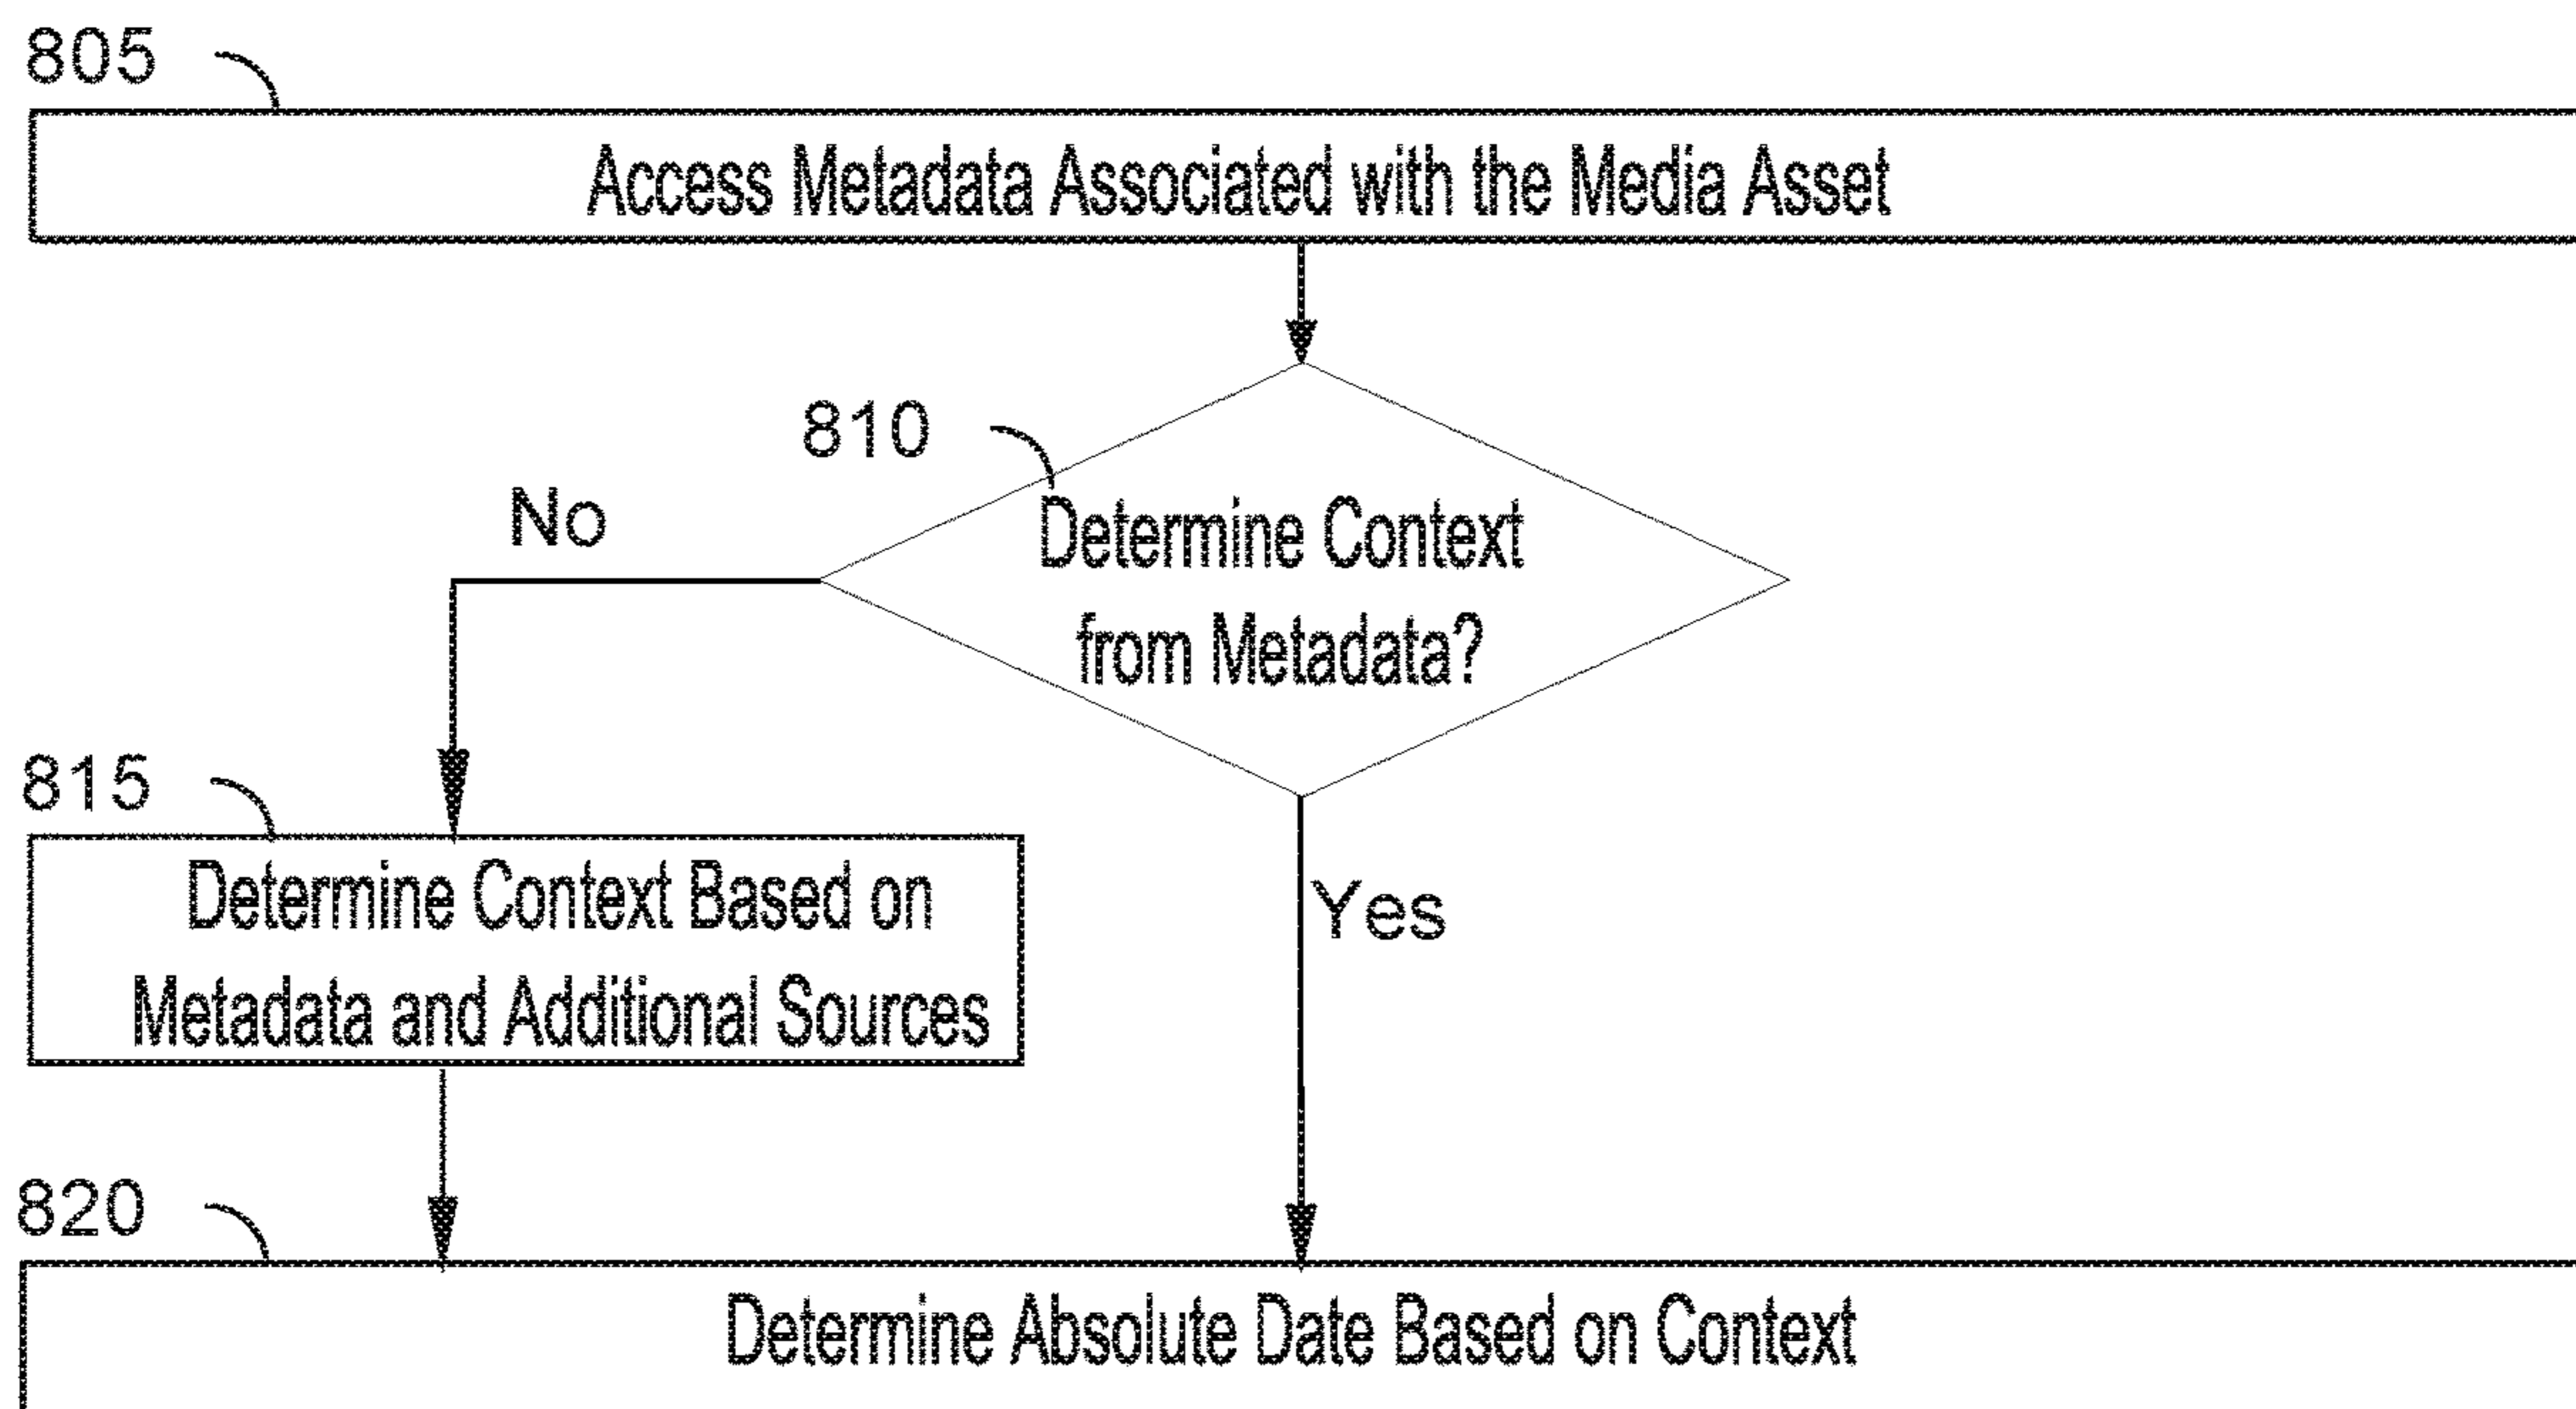 805
Access Metadata Associated with the Media Asset
810
No
Determine Context
from Metadata?
815
Determine Context Based on
Metadata and Additional Sources
Yes
820
Determine Absolute Date Based on Context